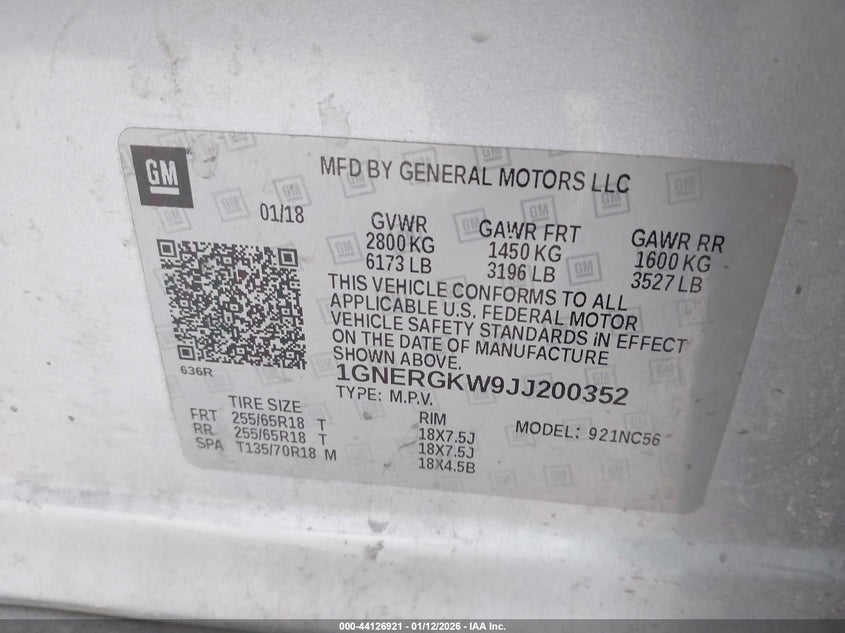 GM
MFD BY GENERAL MOTORS LLC
01/18
GVWR
2800 KG
6173 LB
GAWR FRT
1450 KG
3196 LB
GAWR RR
1600 KG
3527 LB
THIS VEHICLE CONFORMS TO ALL
APPLICABLE U.S. FEDERAL MOTOR
VEHICLE SAFETY STANDARDS iN EFFECT
ON THE DATE OF MANUFACTURE
SHOWN ABOVE.
636R
1GNERGKW9JJ200352
TYPE: M.P.V.
TIRE SIZE RIM
FRT 255/65R18 T 18X7.5J
RR 255/65R18 T 18X7.5J
SPA T135/70R18 M 18X4.5B
MODEL: 921NC56
000-44126921 - 01/12/2026 - IAA Inc.